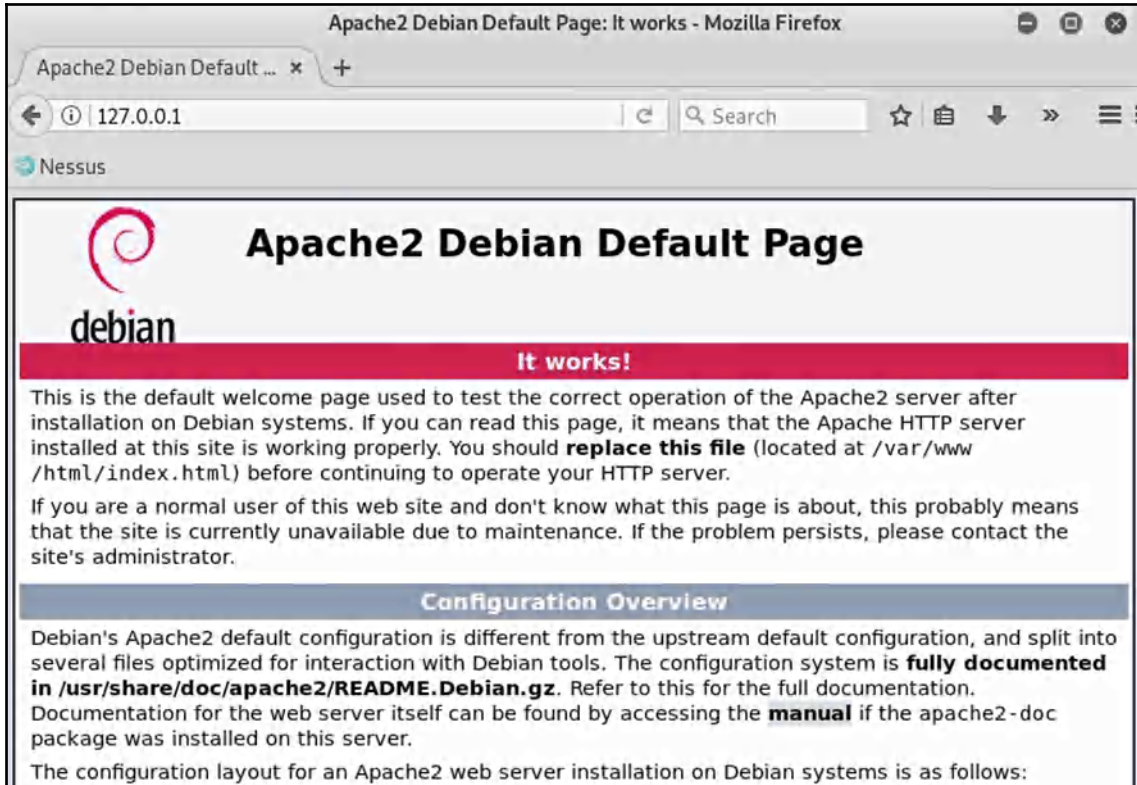 Apache2 Debian Default Page: It works - Mozilla Firefox
Apache2 Debian Default ...
127.0.0.1
Search
Nessus
debian
Apache2 Debian Default Page
It works!
This is the default welcome page used to test the correct operation of the Apache2 server after
installation on Debian systems. If you can read this page, it means that the Apache HTTP server
installed at this site is working properly. You should replace this file (located at /var/www
/html/index.html) before continuing to operate your HTTP server.
If you are a normal user of this web site and don't know what this page is about, this probably means
that the site is currently unavailable due to maintenance. If the problem persists, please contact the
site's administrator.
Configuration Overview
Debian's Apache2 default configuration is different from the upstream default configuration, and split into
several files optimized for interaction with Debian tools. The configuration system is fully documented
in /usr/share/doc/apache2/README.Debian.gz. Refer to this for the full documentation.
Documentation for the web server itself can be found by accessing the manual if the apache2-doc
package was installed on this server.
The configuration layout for an Apache2 web server installation on Debian systems is as follows: